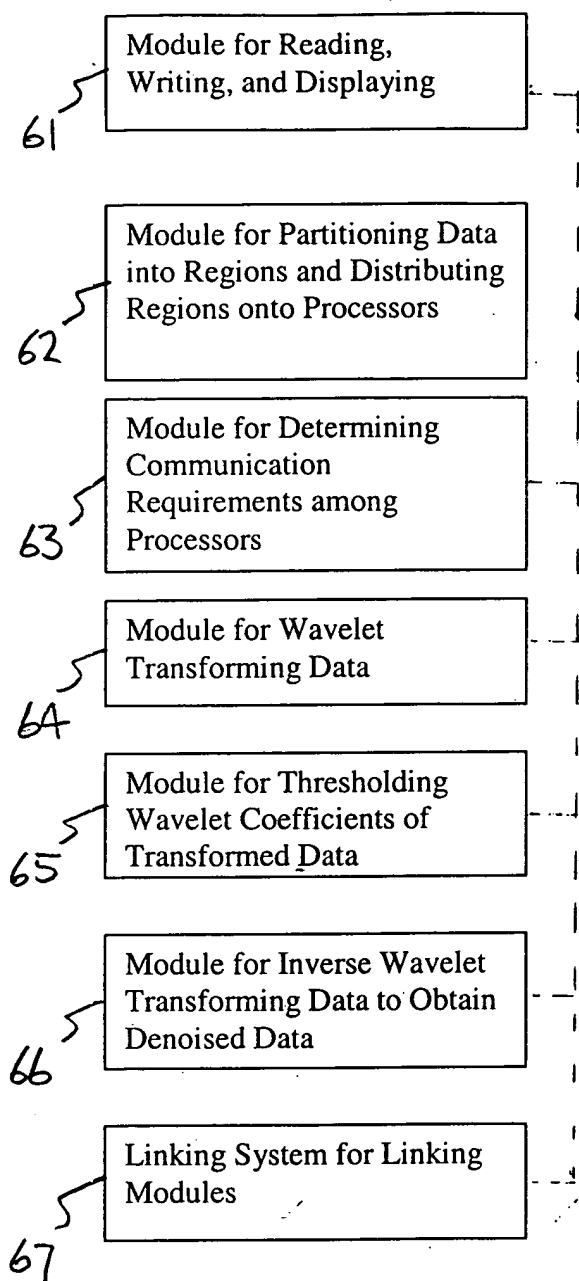 Module for Reading,
Writing, and Displaying
61
Module for Partitioning Data
into Regions and Distributing
Regions onto Processors
62
Module for Determining
Communication
Requirements among
Processors
63
Module for Wavelet
Transforming Data
64
Module for Thresholding
Wavelet Coefficients of
Transformed Data
65
Module for Inverse Wavelet
Transforming Data to Obtain
Denoised Data
66
Linking System for Linking
Modules
67